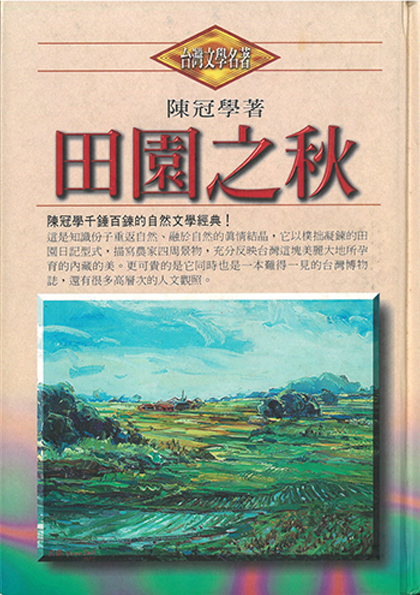 台灣文學名著
陳冠學著
田園之秋
陳冠學千錘百鍊的自然文學經典！
這是知識份子重返自然、融於自然的真情結晶，它以樸拙凝鍊的田
園日記型式，描寫農家四周景物，充分反映台灣這塊美麗大地所孕
育的內藏的美。更可貴的是它同時也是一本難得一見的台灣博物
誌，還有很多高層次的人文觀照。